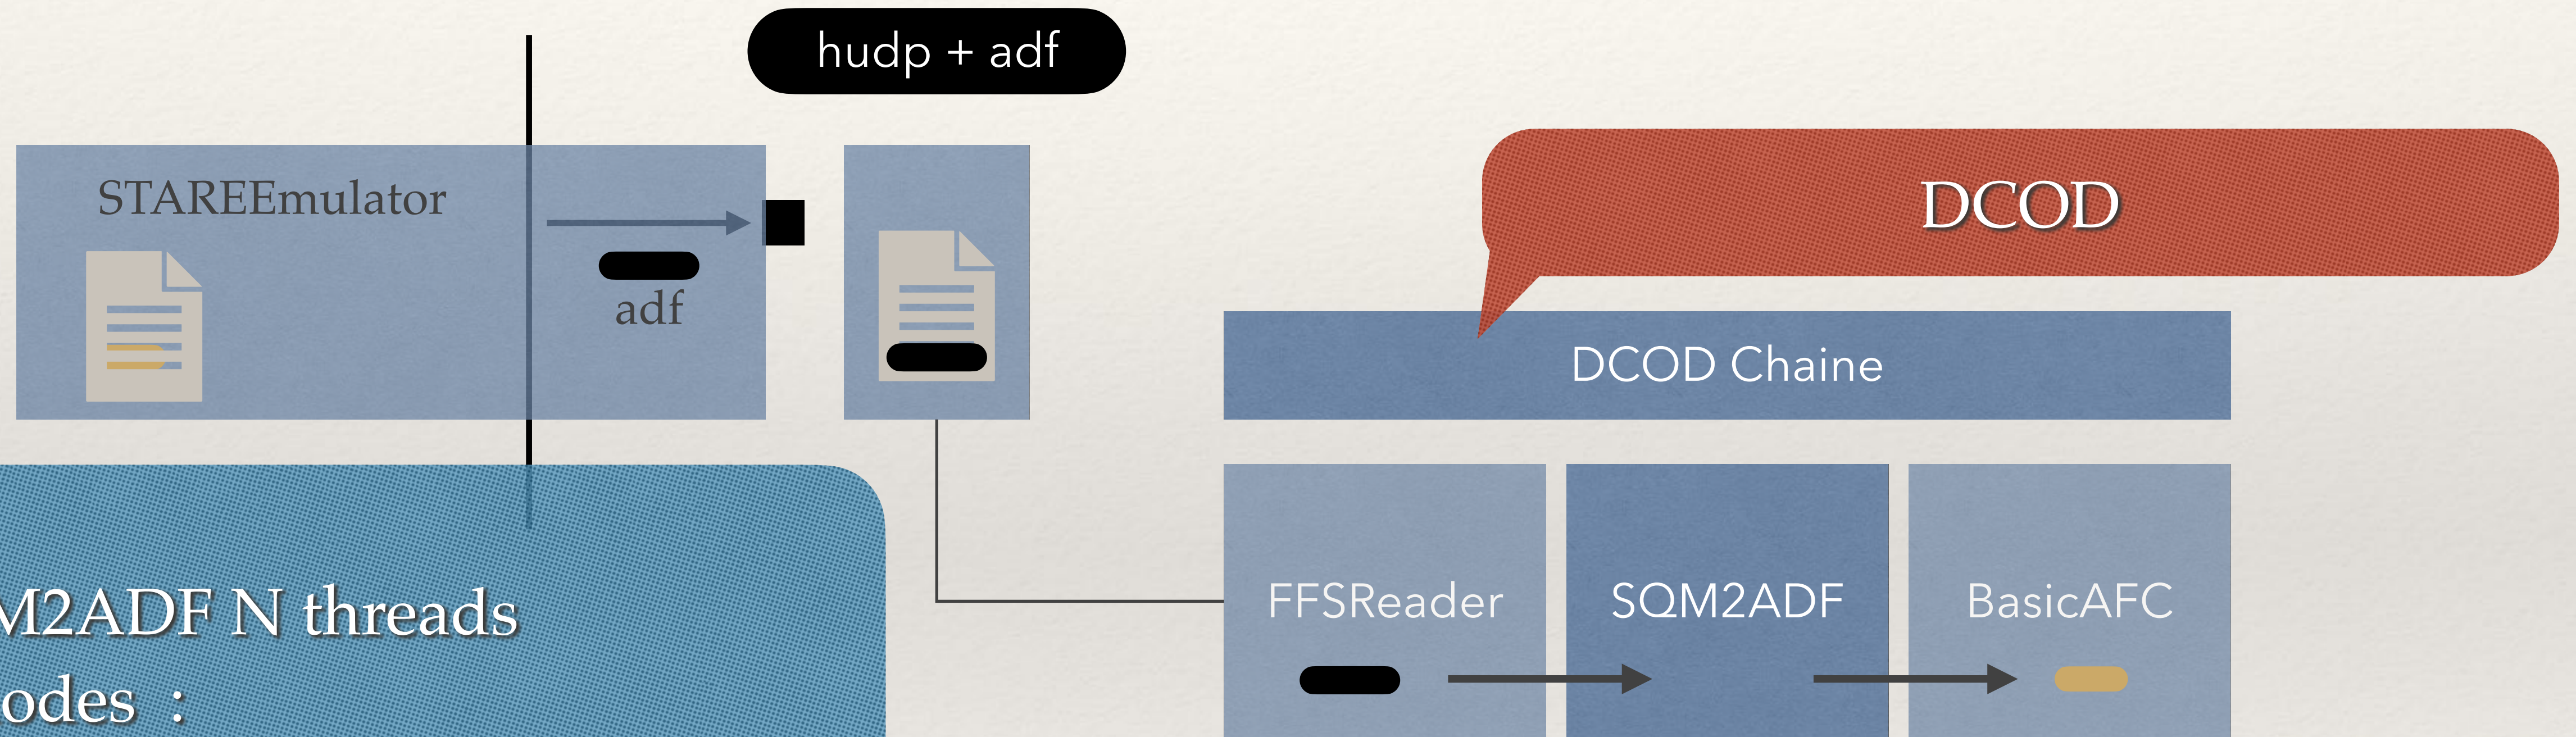 hudp + adf
STAREEmulator
adf
DCOD
DCOD Chaine
FFSReader
SQM2ADF
BasicAFC
M2ADF N threads
odes :